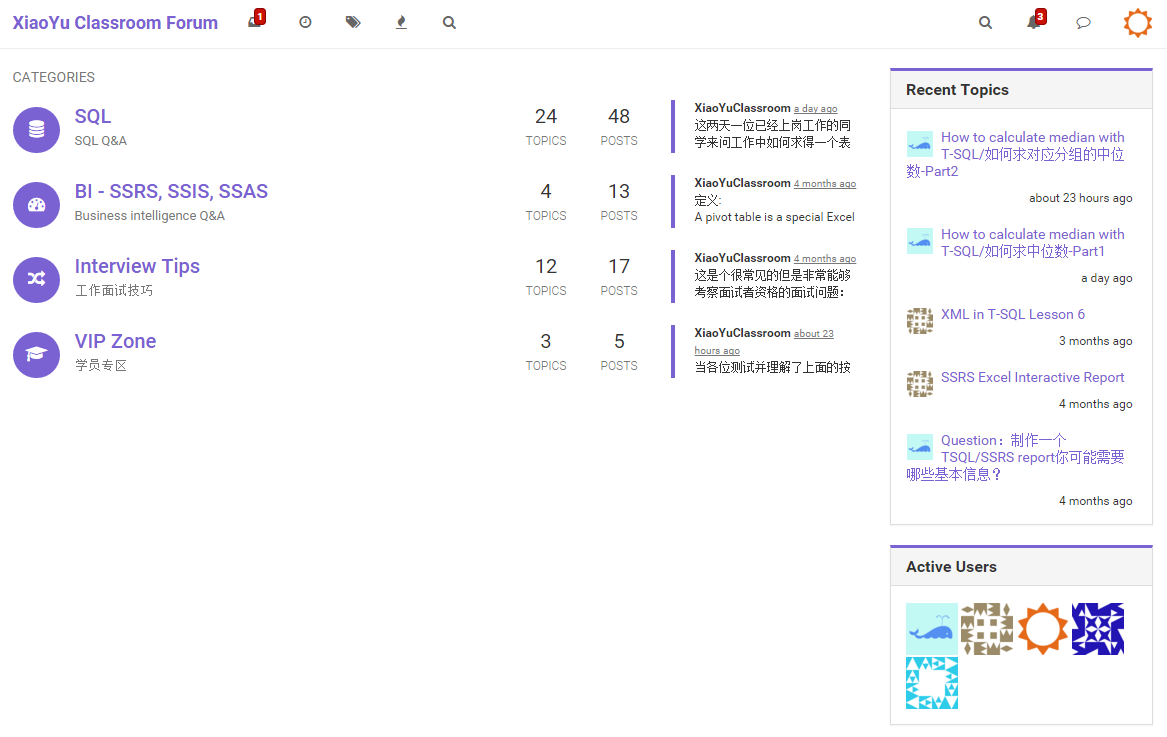 XiaoYu Classroom Forum
1
3
CATEGORIES
SQL
SQL Q&A
24
TOPICS
48
POSTS
XiaoYuClassroom a day ago
这两天一位已经上岗工作的同
学来问工作中如何求得一个表
BI - SSRS, SSIS, SSAS
Business intelligence Q&A
4
TOPICS
13
POSTS
XiaoYuClassroom 4 months ago
定义:
A pivot table is a special Excel
Interview Tips
工作面试技巧
12
TOPICS
17
POSTS
XiaoYuClassroom 4 months ago
这是个很常见的但是非常能够
考察面试者资格的面试问题：
VIP Zone
学员专区
3
TOPICS
5
POSTS
XiaoYuClassroom about 23
hours ago
当各位测试并理解了上面的按
Recent Topics
How to calculate median with
T-SQL/如何求对应分组的中位
数-Part2
about 23 hours ago
How to calculate median with
T-SQL/如何求中位数-Part1
a day ago
XML in T-SQL Lesson 6
3 months ago
SSRS Excel Interactive Report
4 months ago
Question：制作一个
TSQL/SSRS report你可能需要
哪些基本信息？
4 months ago
Active Users